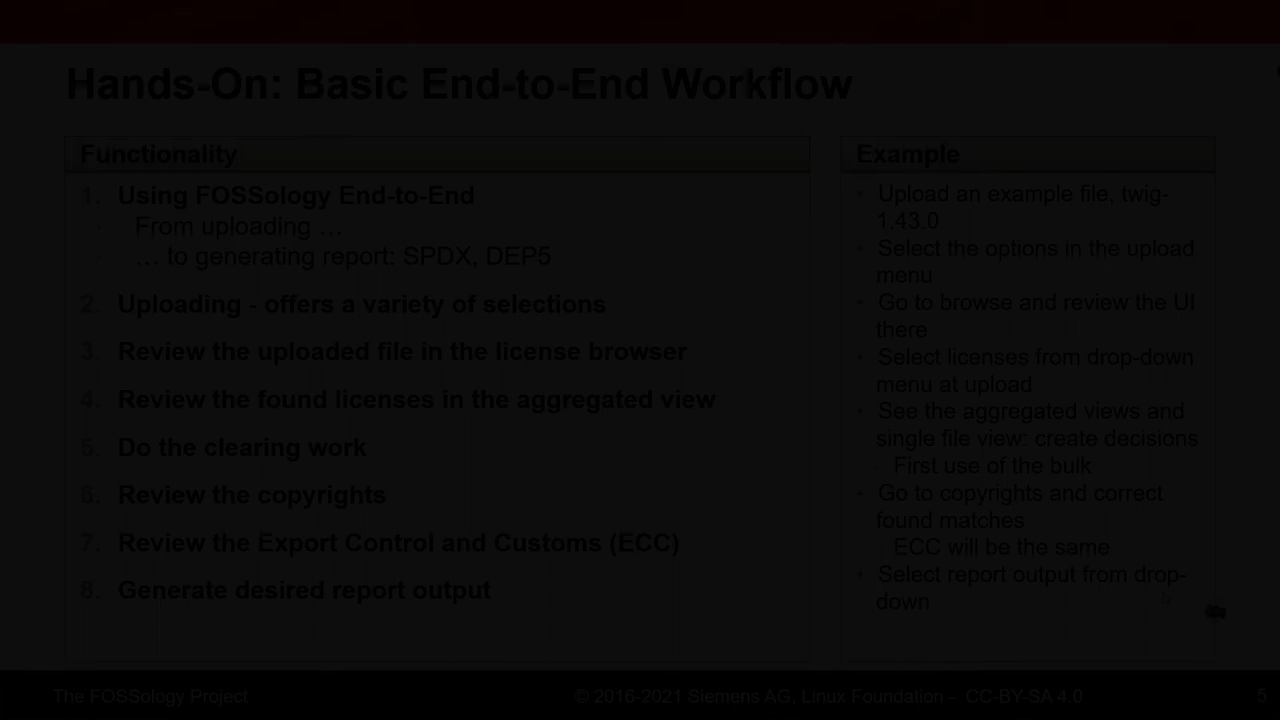 Hands-On: Basic End-to-End Workflow
Functionality
1. Using FOSSology End-to-End
· From uploading …
· … to generating report: SPDX, DEP5
2. Uploading - offers a variety of selections
3. Review the uploaded file in the license browser
4. Review the found licenses in the aggregated view
5. Do the clearing work
6. Review the copyrights
7. Review the Export Control and Customs (ECC)
8. Generate desired report output
Example
• Upload an example file, twig-
1.43.0
• Select the options in the upload
menu
• Go to browse and review the UI
there
• Select licenses from drop-down
menu at upload
• See the aggregated views and
single file view: create decisions
· First use of the bulk
• Go to copyrights and correct
found matches
ECC will be the same
• Select report output from drop-
down
The FOSSology Project
© 2016-2021 Siemens AG, Linux Foundation – CC-BY-SA 4.0
5